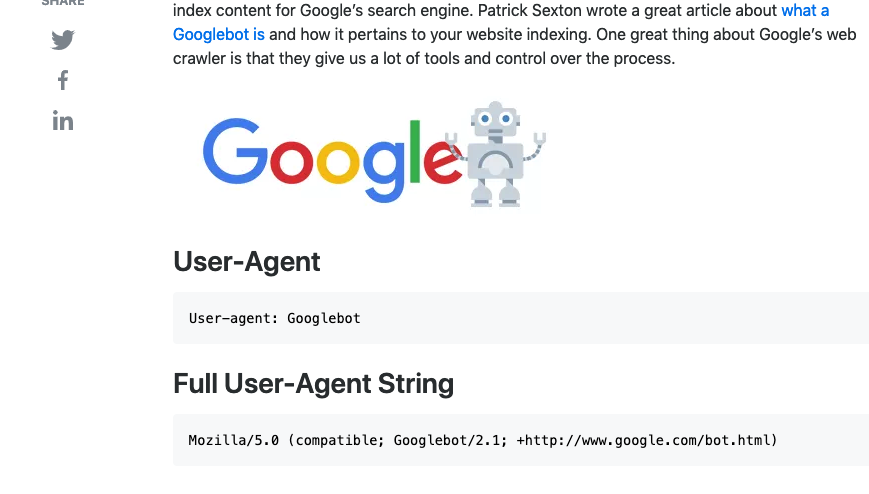 SHARE
index content for Google’s search engine. Patrick Sexton wrote a great article about what a
Googlebot is and how it pertains to your website indexing. One great thing about Google’s web
crawler is that they give us a lot of tools and control over the process.
Google
User-Agent
User-agent: Googlebot
Full User-Agent String
Mozilla/5.0 (compatible; Googlebot/2.1; +http://www.google.com/bot.html)